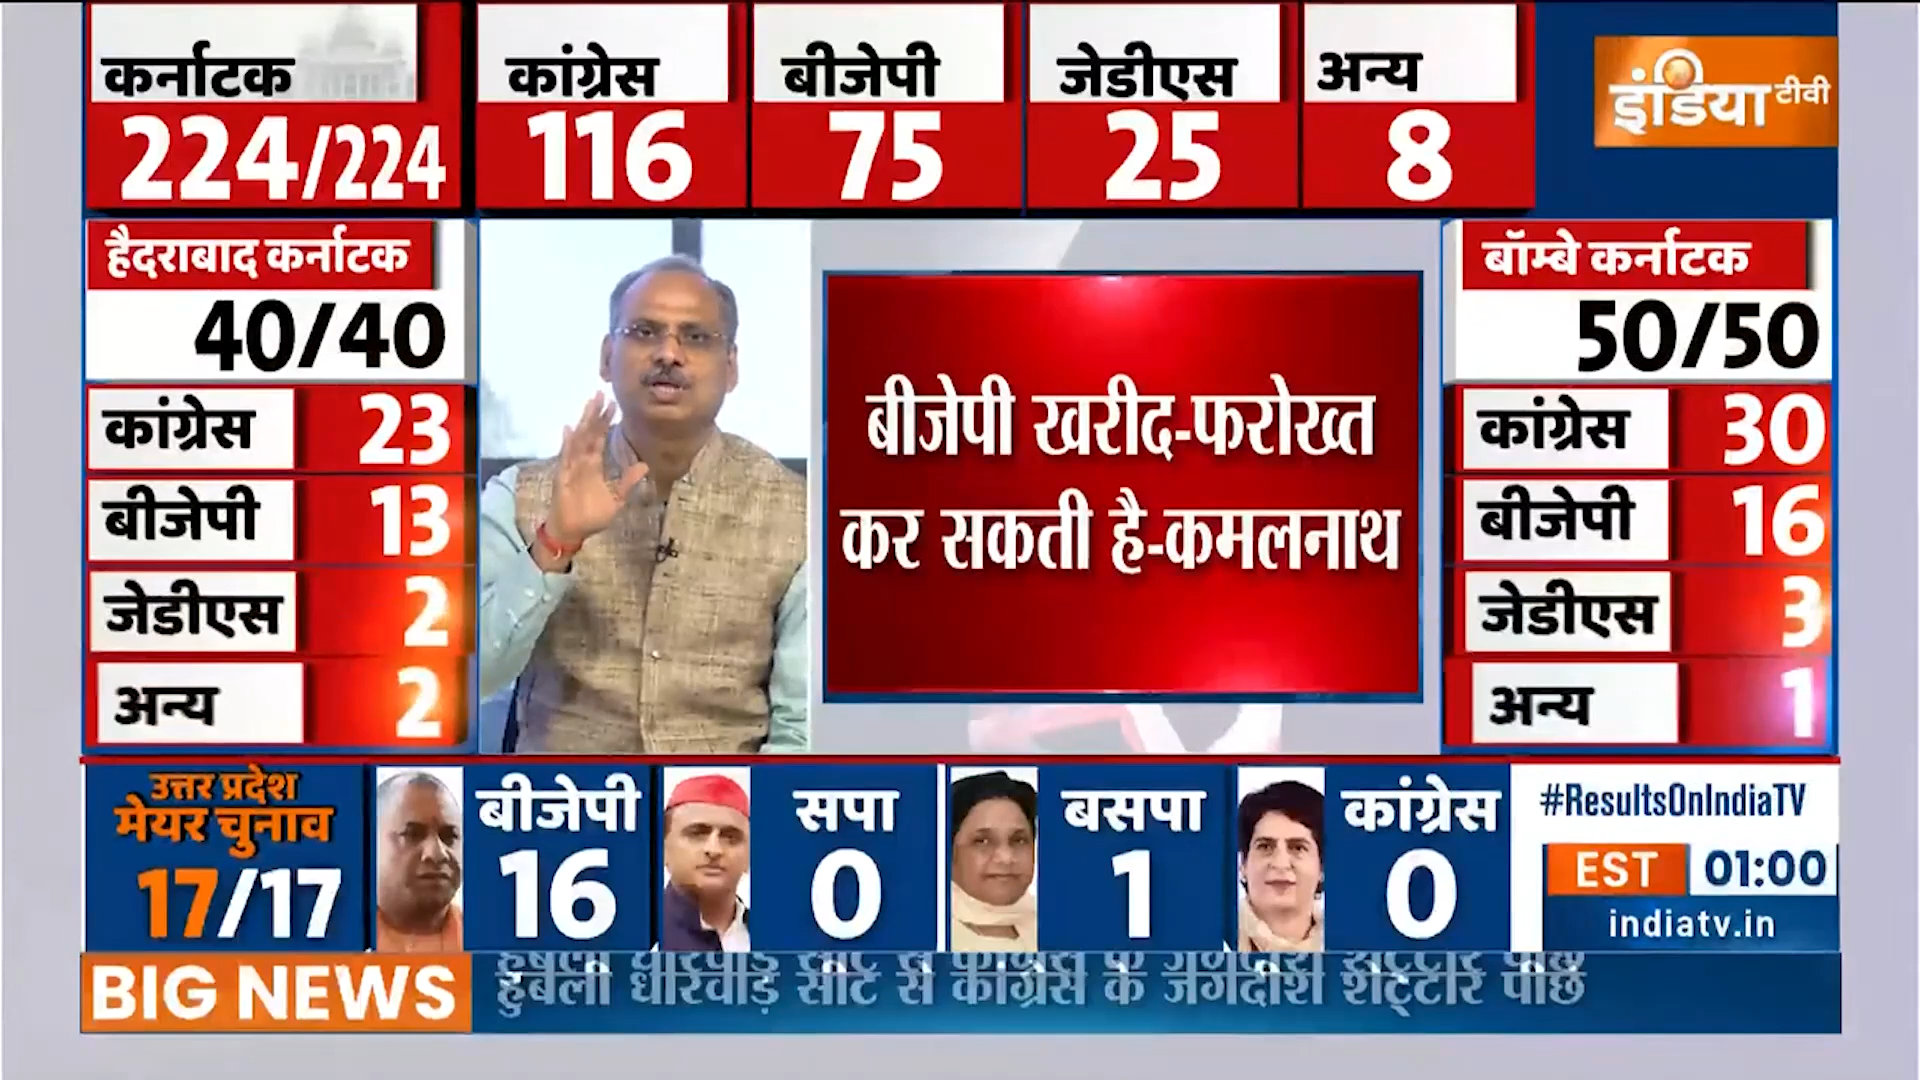 कर्नाटक
224/224
कांग्रेस
116
बीजेपी
75
जेडीएस
25
अन्य
8
इंडिया टीवी
हैदराबाद कर्नाटक
40/40
कांग्रेस 23
बीजेपी 13
जेडीएस 2
अन्य 2
बीजेपी खरीद-फरोख्त
कर सकती है-कमलनाथ
बॉम्बे कर्नाटक
50/50
कांग्रेस 30
बीजेपी 16
जेडीएस 3
अन्य 1
उत्तर प्रदेश
मेयर चुनाव
17/17
बीजेपी
16
सपा
0
बसपा
1
कांग्रेस
0
#ResultsOnIndiaTV
EST 01:00
indiatv.in
BIG NEWS
हुबली धारवाड़ सीट से कांग्रेस के जगदीश शेट्टार पीछे